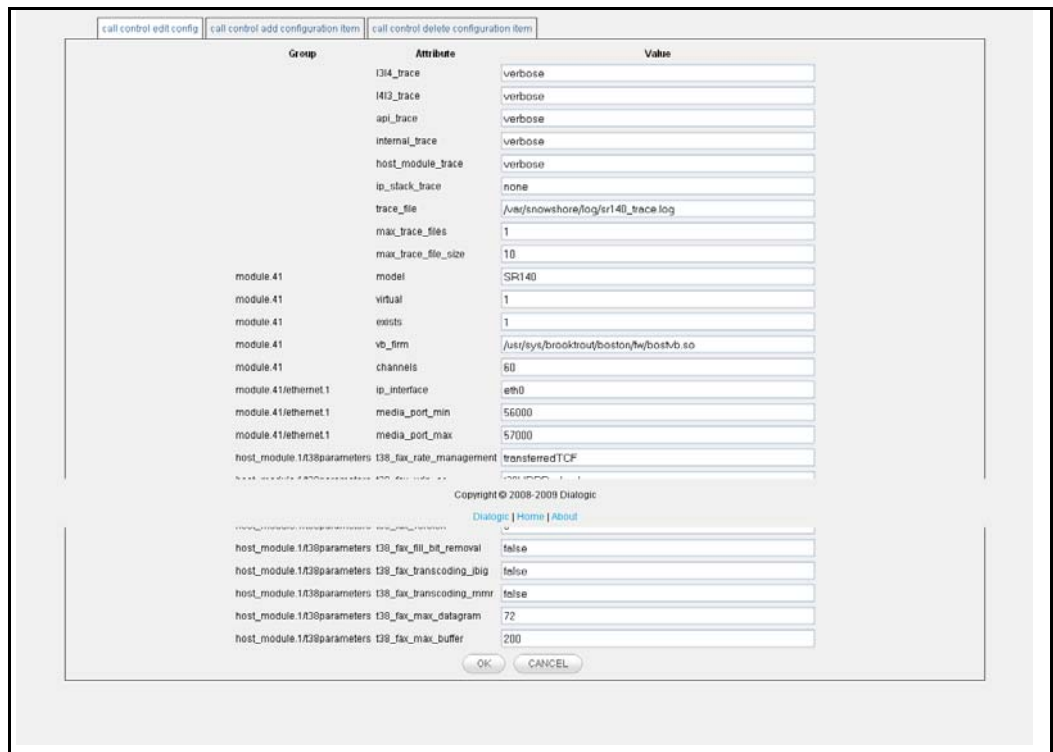 call control edit config call control add configuration item call control delete configuration item
Group Attribute Value
l3l4_trace verbose
l4l3_trace verbose
api_trace verbose
internal_trace verbose
host_module_trace verbose
ip_stack_trace none
trace_file /var/snowshore/log/sr140_trace.log
max_trace_files 1
max_trace_file_size 10
module.41 model SR140
module.41 virtual 1
module.41 exists 1
module.41 vb_firm /usr/sys/brooktrout/boston/fw/bostvb.so
module.41 channels 60
module.41/ethernet.1 ip_interface eth0
module.41/ethernet.1 media_port_min 56000
module.41/ethernet.1 media_port_max 57000
host_module.1/t38parameters t38_fax_rate_management transferredTCF
Copyright © 2008-2009 Dialogic
Dialogic | Home | About
host_module.1/t38parameters t38_fax_fill_bit_removal false
host_module.1/t38parameters t38_fax_transcoding_jbig false
host_module.1/t38parameters t38_fax_transcoding_mmr false
host_module.1/t38parameters t38_fax_max_datagram 72
host_module.1/t38parameters t38_fax_max_buffer 200
OK CANCEL